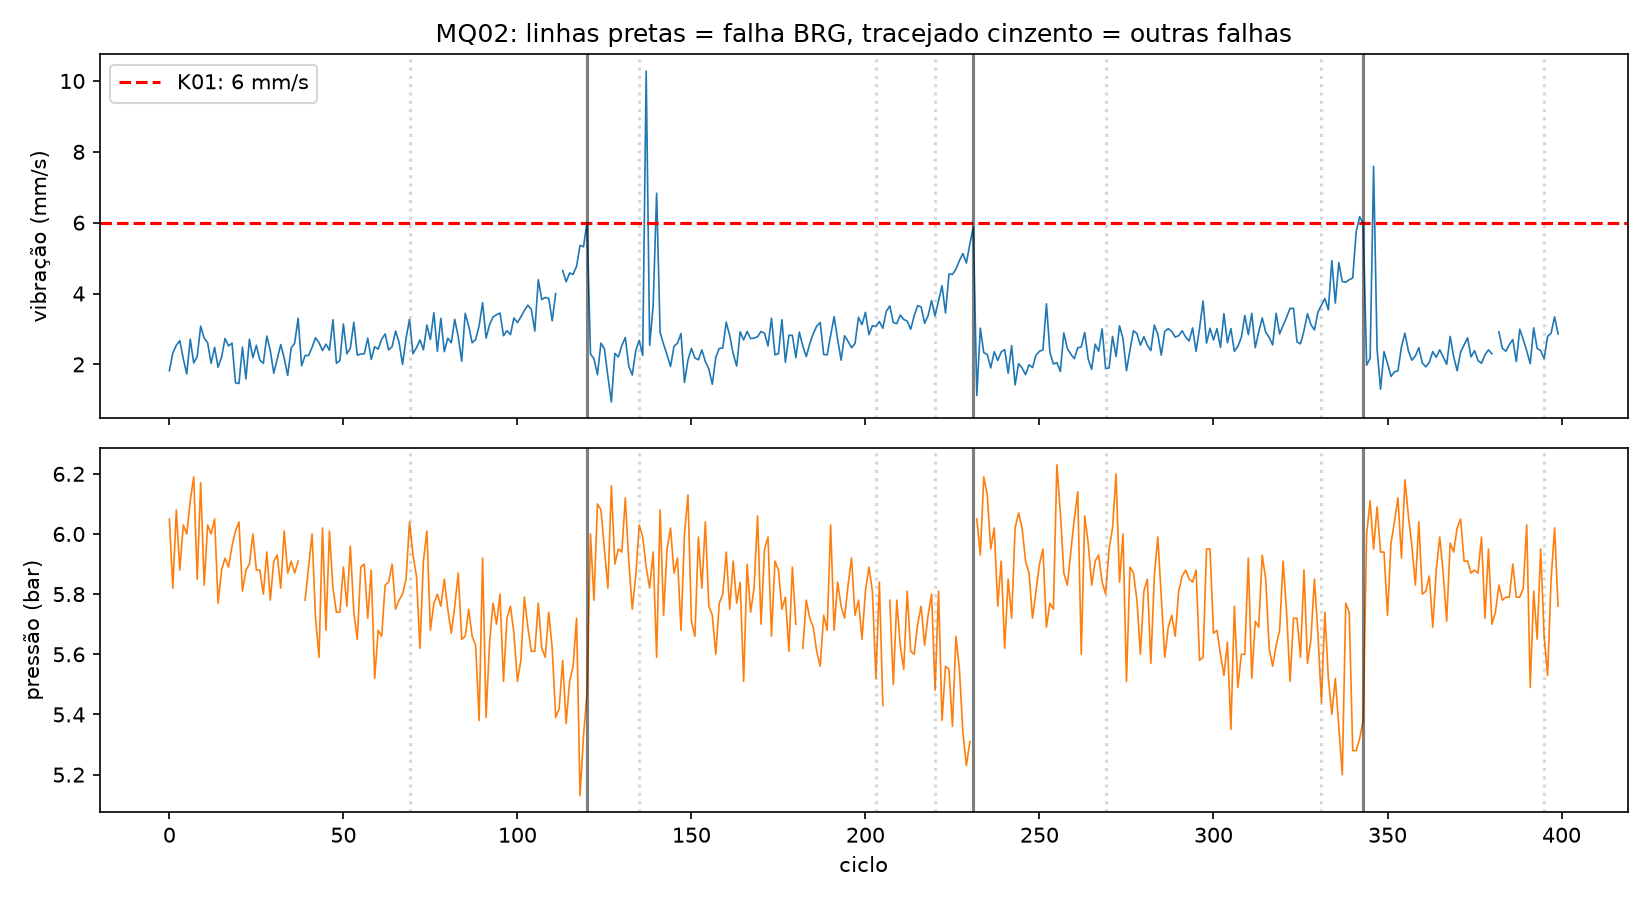 MQ02: linhas pretas = falha BRG, tracejado cinzento = outras falhas
K01: 6 mm/s
vibração (mm/s)
10
8
6
4
2
pressão (bar)
6.2
6.0
5.8
5.6
5.4
5.2
0 50 100 150 200 250 300 350 400
ciclo